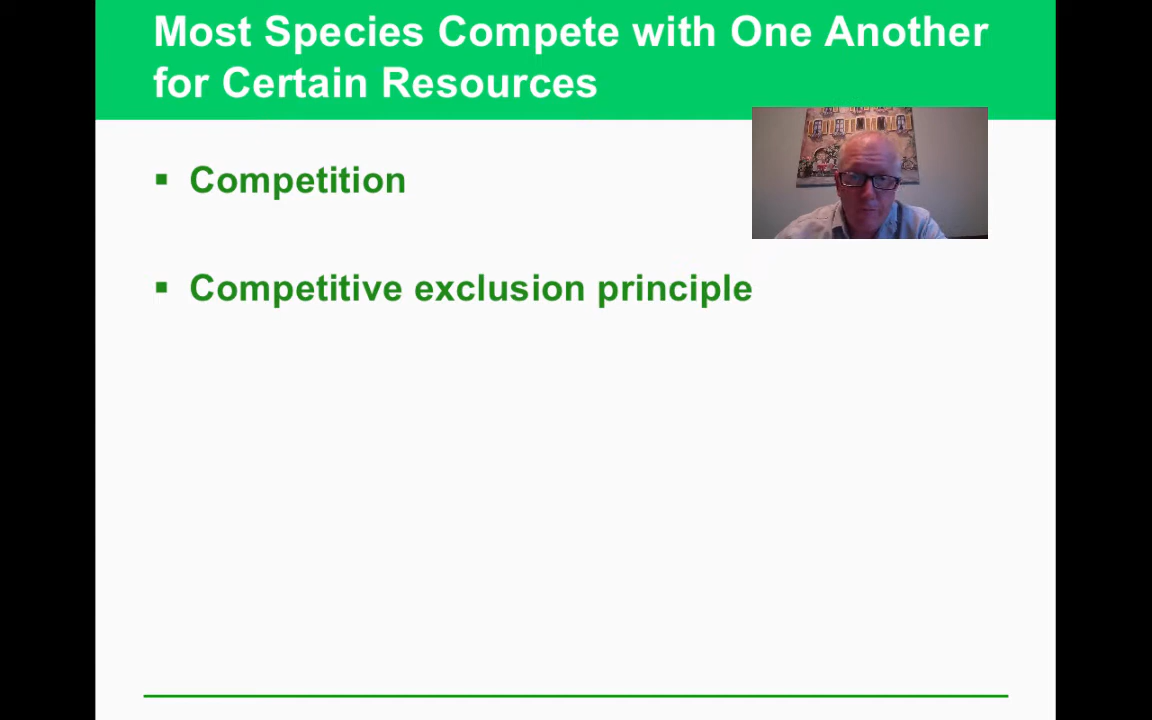 Most Species Compete with One Another
for Certain Resources
▪ Competition
▪ Competitive exclusion principle